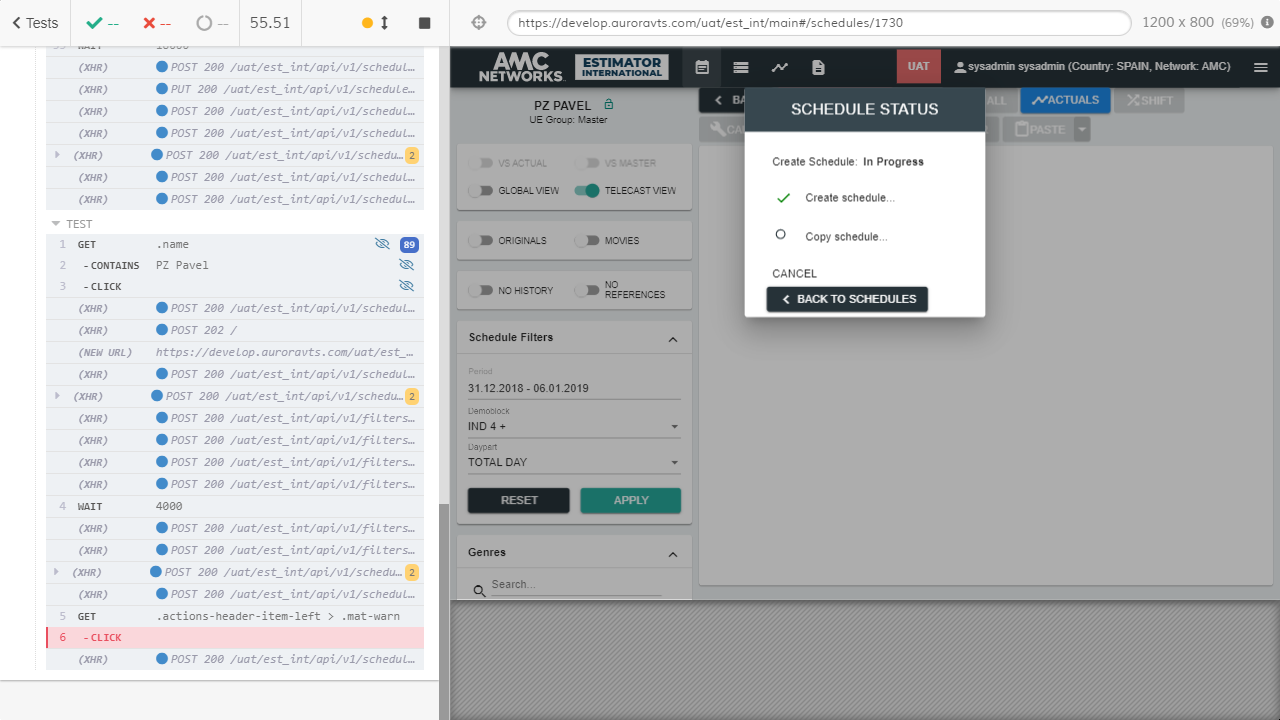 Tests
--
--
--
55.51
https://develop.auroravts.com/uat/est_int/main#/schedules/1730
1200 x 800 (69%)
(XHR) POST 200 /uat/est_int/api/v1/schedul...
(XHR) PUT 200 /uat/est_int/api/v1/schedule...
(XHR) POST 200 /uat/est_int/api/v1/schedul...
(XHR) POST 200 /uat/est_int/api/v1/schedul...
(XHR) POST 200 /uat/est_int/api/v1/schedu... 2
(XHR) POST 200 /uat/est_int/api/v1/schedul...
(XHR) POST 200 /uat/est_int/api/v1/schedul...
TEST
1 GET .name 89
2 -CONTAINS PZ Pavel
3 -CLICK
(XHR) POST 200 /uat/est_int/api/v1/schedul...
(XHR) POST 202 /
(NEW URL) https://develop.auroravts.com/uat/est_...
(XHR) POST 200 /uat/est_int/api/v1/schedul...
(XHR) POST 200 /uat/est_int/api/v1/schedu... 2
(XHR) POST 200 /uat/est_int/api/v1/filters...
(XHR) POST 200 /uat/est_int/api/v1/filters...
(XHR) POST 200 /uat/est_int/api/v1/filters...
(XHR) POST 200 /uat/est_int/api/v1/filters...
4 WAIT 4000
(XHR) POST 200 /uat/est_int/api/v1/filters...
(XHR) POST 200 /uat/est_int/api/v1/filters...
(XHR) POST 200 /uat/est_int/api/v1/schedu... 2
(XHR) POST 200 /uat/est_int/api/v1/schedul...
5 GET .actions-header-item-left > .mat-warn
6 -CLICK
(XHR) POST 200 /uat/est_int/api/v1/schedul...
AMC NETWORKS
ESTIMATOR INTERNATIONAL
UAT
sysadmin sysadmin (Country: SPAIN, Network: AMC)
PZ PAVEL
UE Group: Master
VS ACTUAL
VS MASTER
GLOBAL VIEW
TELECAST VIEW
ORIGINALS
MOVIES
NO HISTORY
NO REFERENCES
Schedule Filters
Period
31.12.2018 - 06.01.2019
Demoblock
IND 4 +
Daypart
TOTAL DAY
RESET
APPLY
Genres
Search...
ALL
ACTUALS
SHIFT
PASTE
SCHEDULE STATUS
Create Schedule: In Progress
Create schedule...
Copy schedule...
CANCEL
BACK TO SCHEDULES